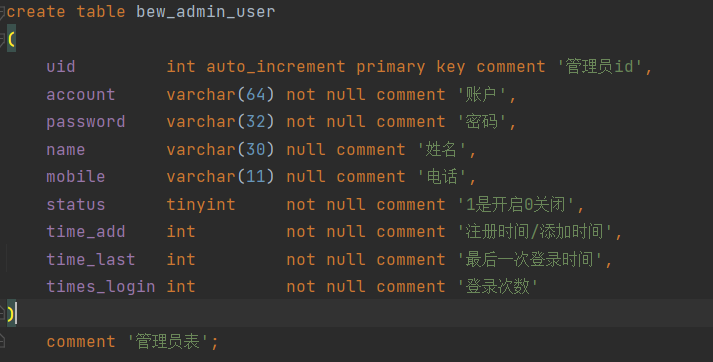 create table bew_admin_user
(
    uid         int auto_increment primary key comment '管理员id',
    account     varchar(64) not null comment '账户',
    password    varchar(32) not null comment '密码',
    name        varchar(30) null comment '姓名',
    mobile      varchar(11) null comment '电话',
    status      tinyint     not null comment '1是开启0关闭',
    time_add    int         not null comment '注册时间/添加时间',
    time_last   int         not null comment '最后一次登录时间',
    times_login int         not null comment '登录次数'
)
    comment '管理员表';